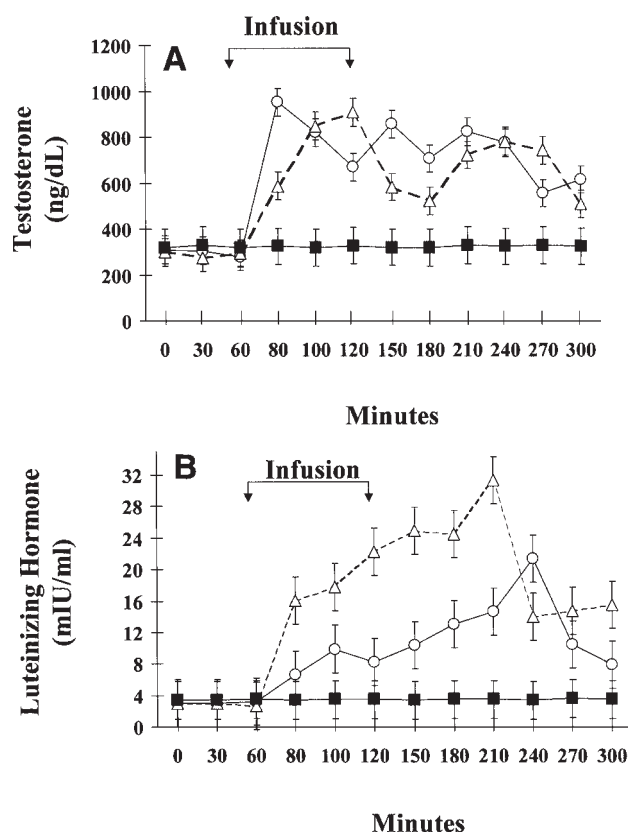 Infusion
A
1200
1000
800
600
400
200
0
Testosterone
(ng/dL)
0 30 60 80 100 120 150 180 210 240 270 300
Minutes
B
Infusion
32
28
24
20
16
12
8
4
0
Luteinizing Hormone
(mIU/ml)
0 30 60 80 100 120 150 180 210 240 270 300
Minutes